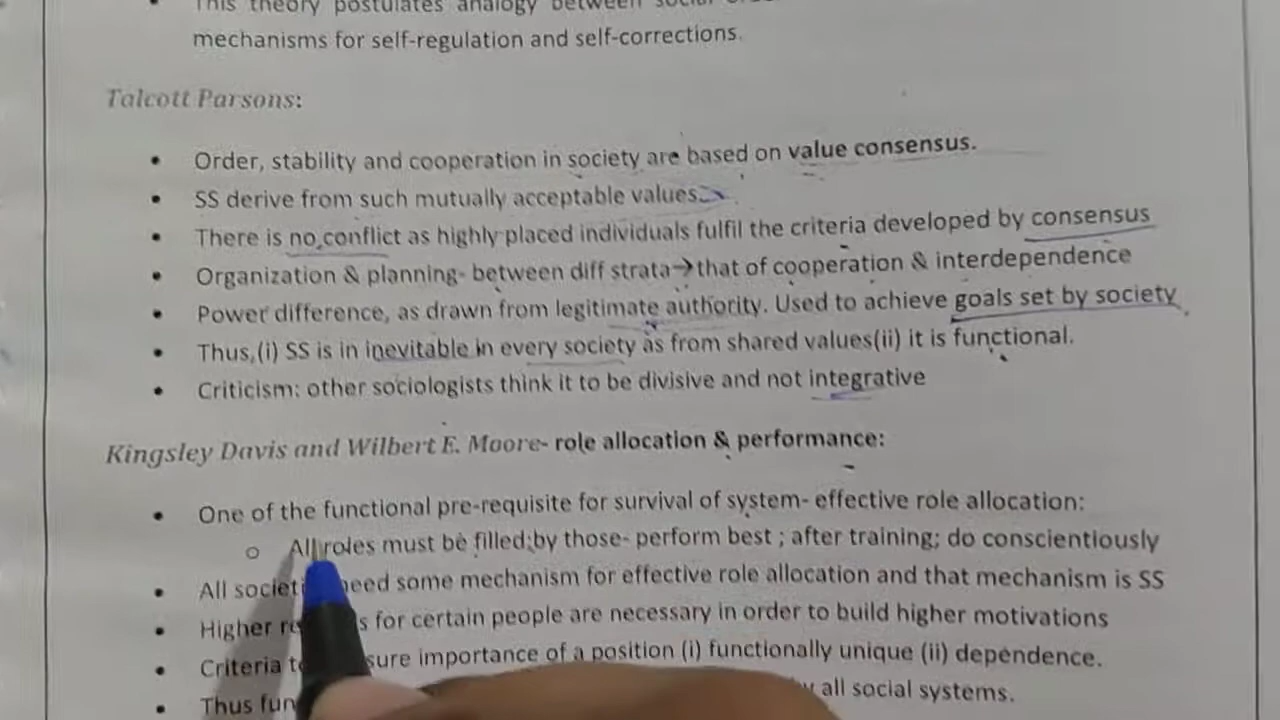 This theory postulates analogy between social
mechanisms for self-regulation and self-corrections.
Talcott Parsons:
• Order, stability and cooperation in society are based on value consensus.
• SS derive from such mutually acceptable values.
• There is no conflict as highly placed individuals fulfil the criteria developed by consensus
• Organization & planning- between diff strata→that of cooperation & interdependence
• Power difference, as drawn from legitimate authority. Used to achieve goals set by society
• Thus,(i) SS is in inevitable in every society as from shared values(ii) it is functional.
• Criticism: other sociologists think it to be divisive and not integrative
Kingsley Davis and Wilbert E. Moore- role allocation & performance:
• One of the functional pre-requisite for survival of system- effective role allocation:
o All roles must be filled by those- perform best ; after training; do conscientiously
• All need some mechanism for effective role allocation and that mechanism is SS
• Higher for certain people are necessary in order to build higher motivations
• Criteria importance of a position (i) functionally unique (ii) dependence.
• Thus all social systems.